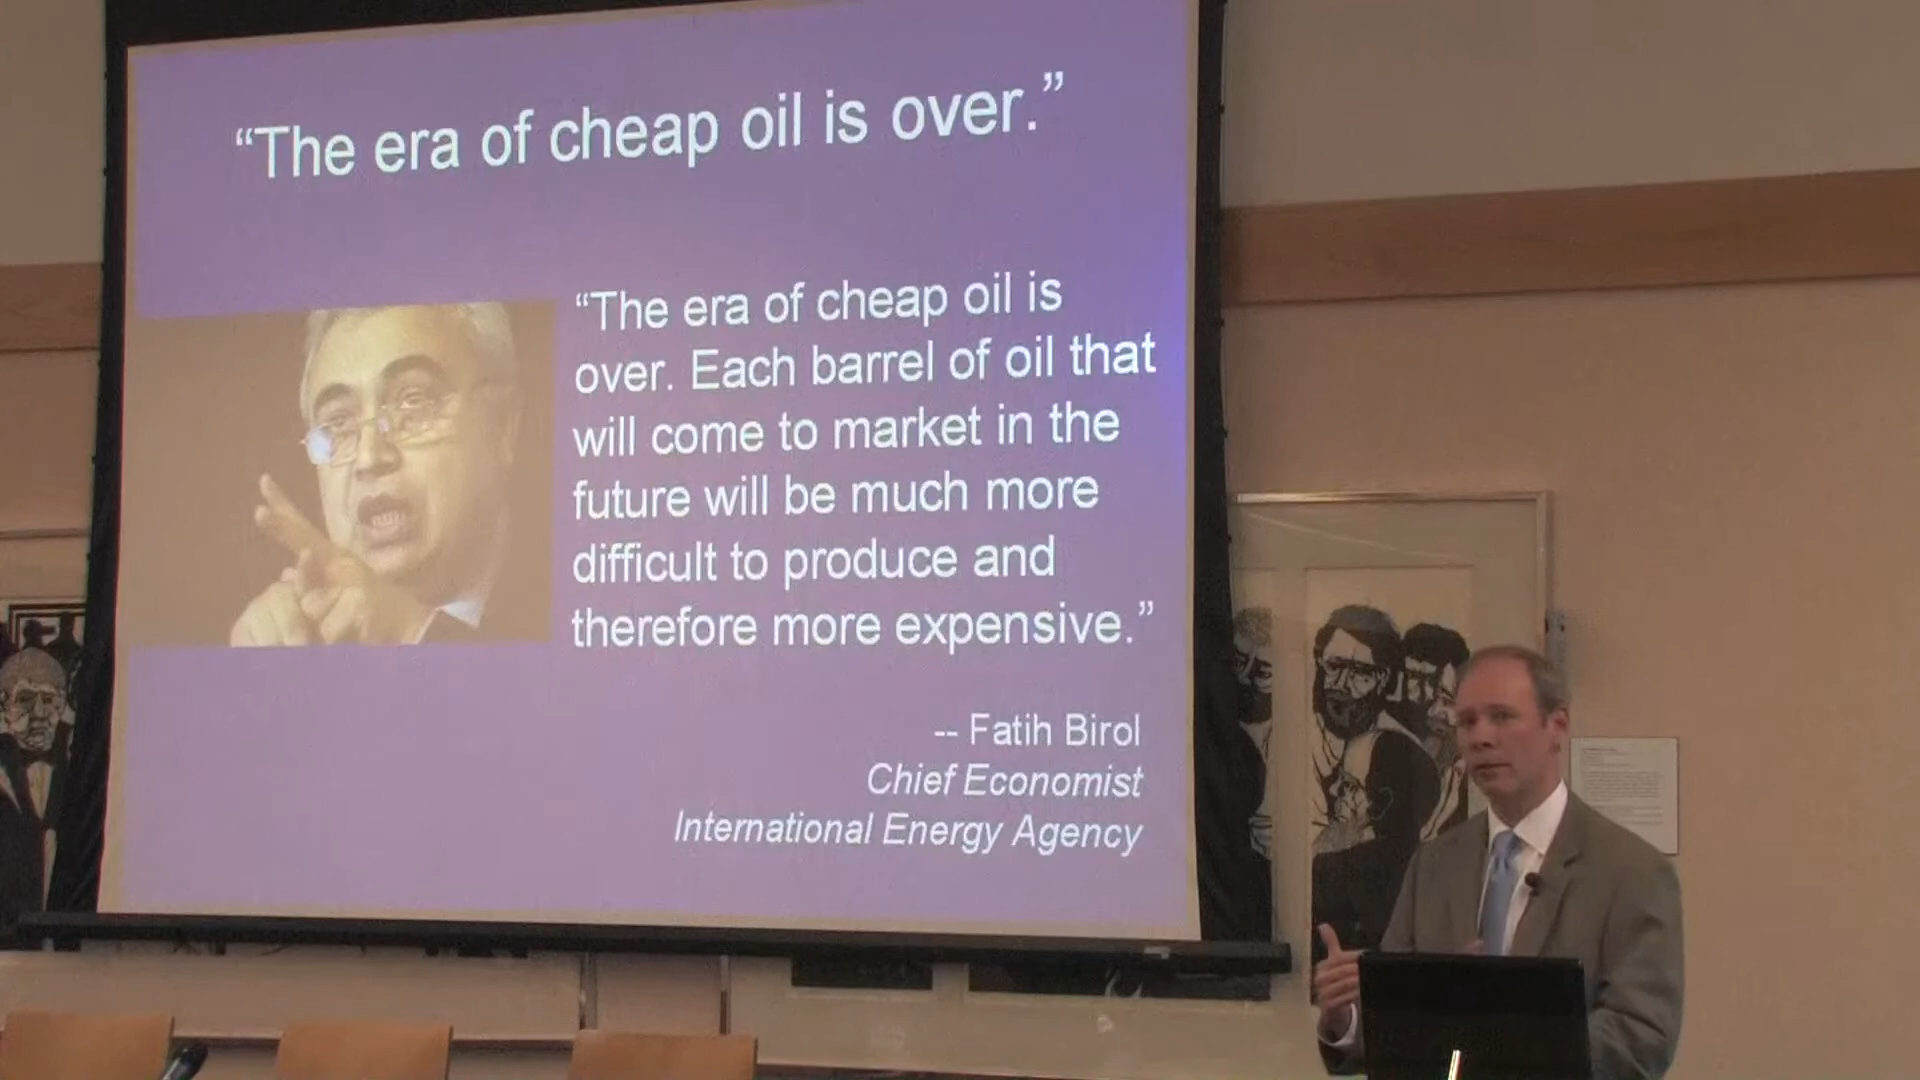 “The era of cheap oil is over.”
“The era of cheap oil is
over. Each barrel of oil that
will come to market in the
future will be much more
difficult to produce and
therefore more expensive.”
-- Fatih Birol
Chief Economist
International Energy Agency